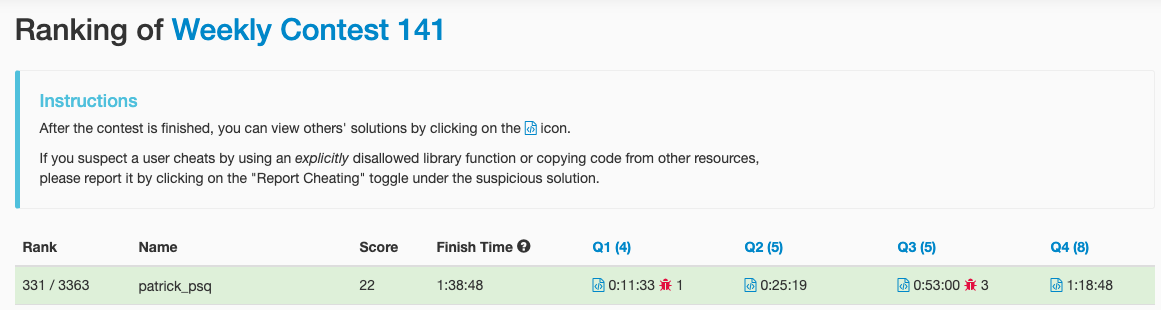 Ranking of Weekly Contest 141
Instructions
After the contest is finished, you can view others' solutions by clicking on the icon.
If you suspect a user cheats by using an explicitly disallowed library function or copying code from other resources,
please report it by clicking on the "Report Cheating" toggle under the suspicious solution.
Rank Name Score Finish Time Q1 (4) Q2 (5) Q3 (5) Q4 (8)
331 / 3363 patrick_psq 22 1:38:48 0:11:33 1 0:25:19 0:53:00 3 1:18:48